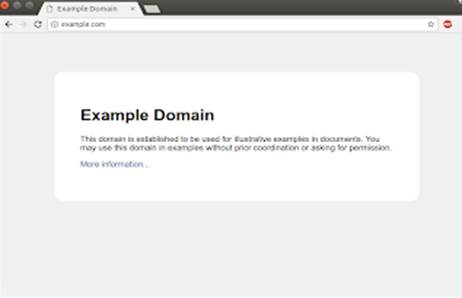 Example Domain
example.com
Example Domain
This domain is established to be used for illustrative examples in documents. You
may use this domain in examples without prior coordination or asking for permission.
More information...